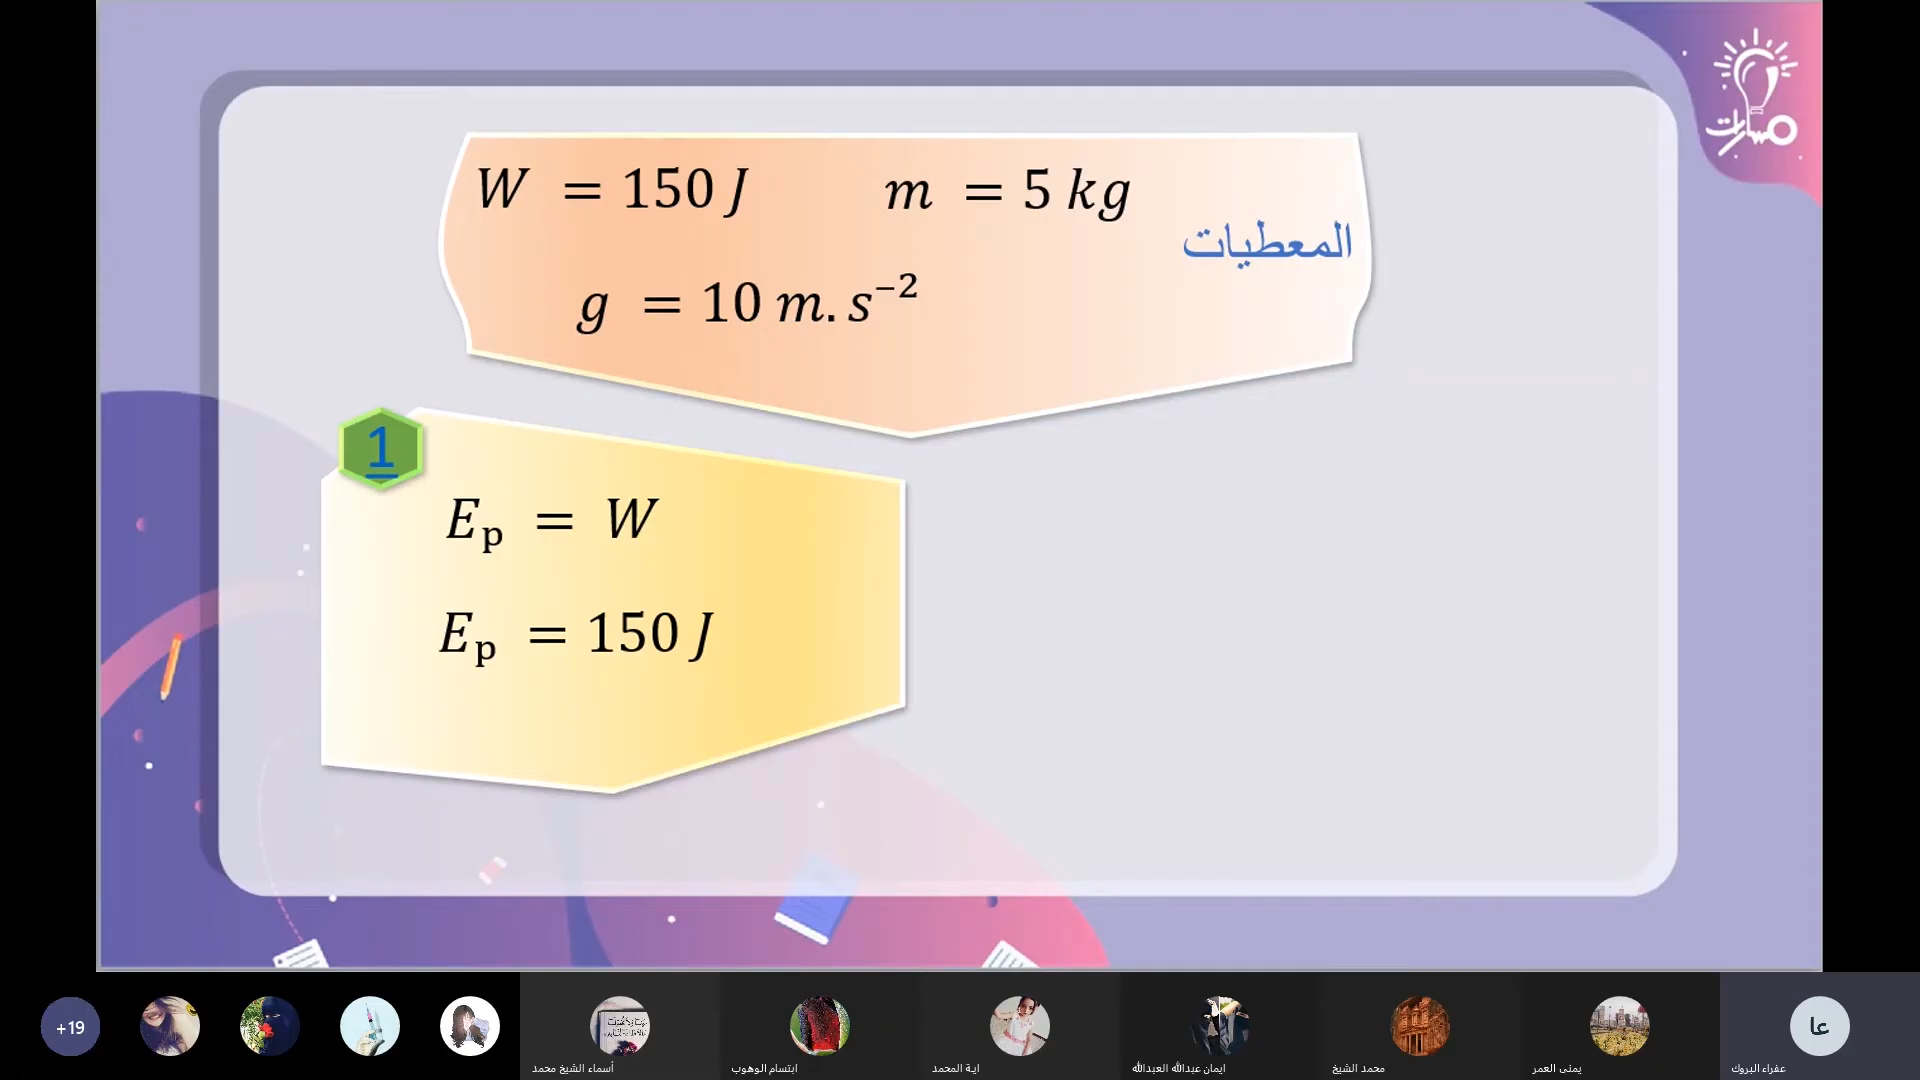 مسارات
W = 150 J m = 5 kg
المعطيات
g = 10 m.s⁻²
1
Eₚ = W
Eₚ = 150 J
+19
أسماء الشيخ محمد
ابتسام الوهوب
اية المحمد
ايمان عبدالله العبدالله
محمد الشيخ
يمنى العمر
عا
عفراء البروك